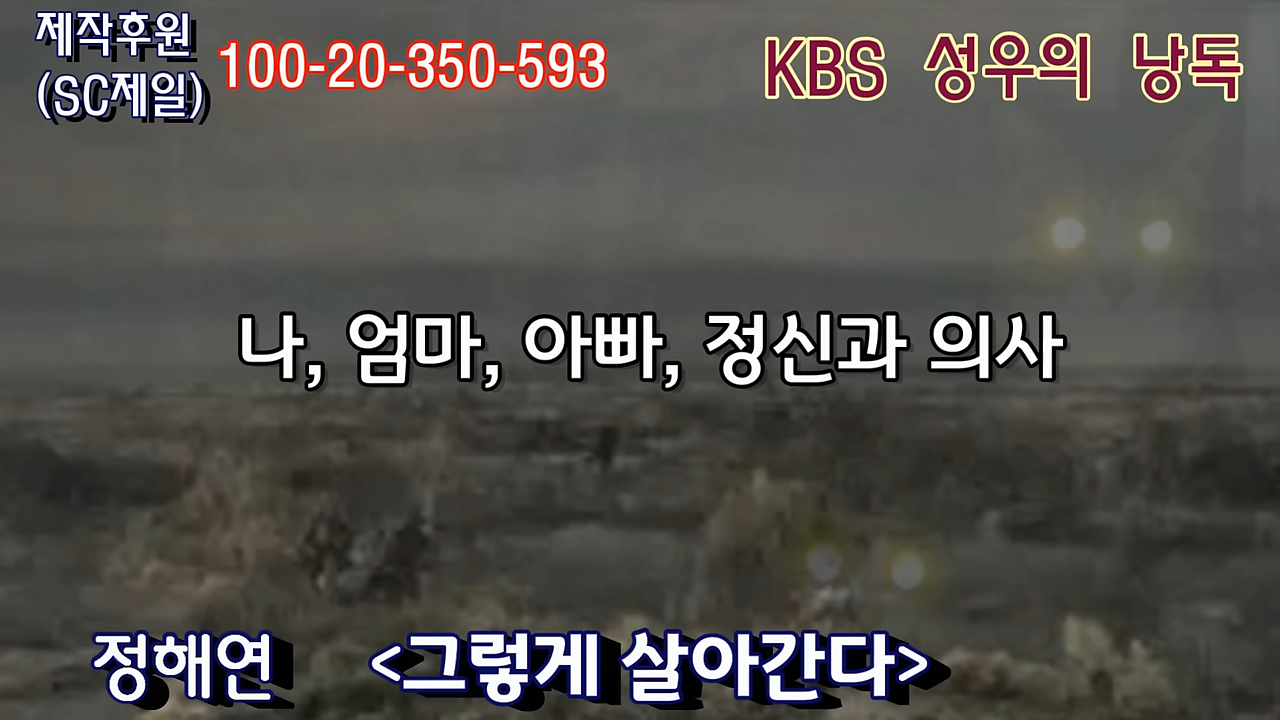 제작후원
(SC제일)
100-20-350-593
KBS 성우의 낭독
나, 엄마, 아빠, 정신과 의사
정해연 <그렇게 살아간다>